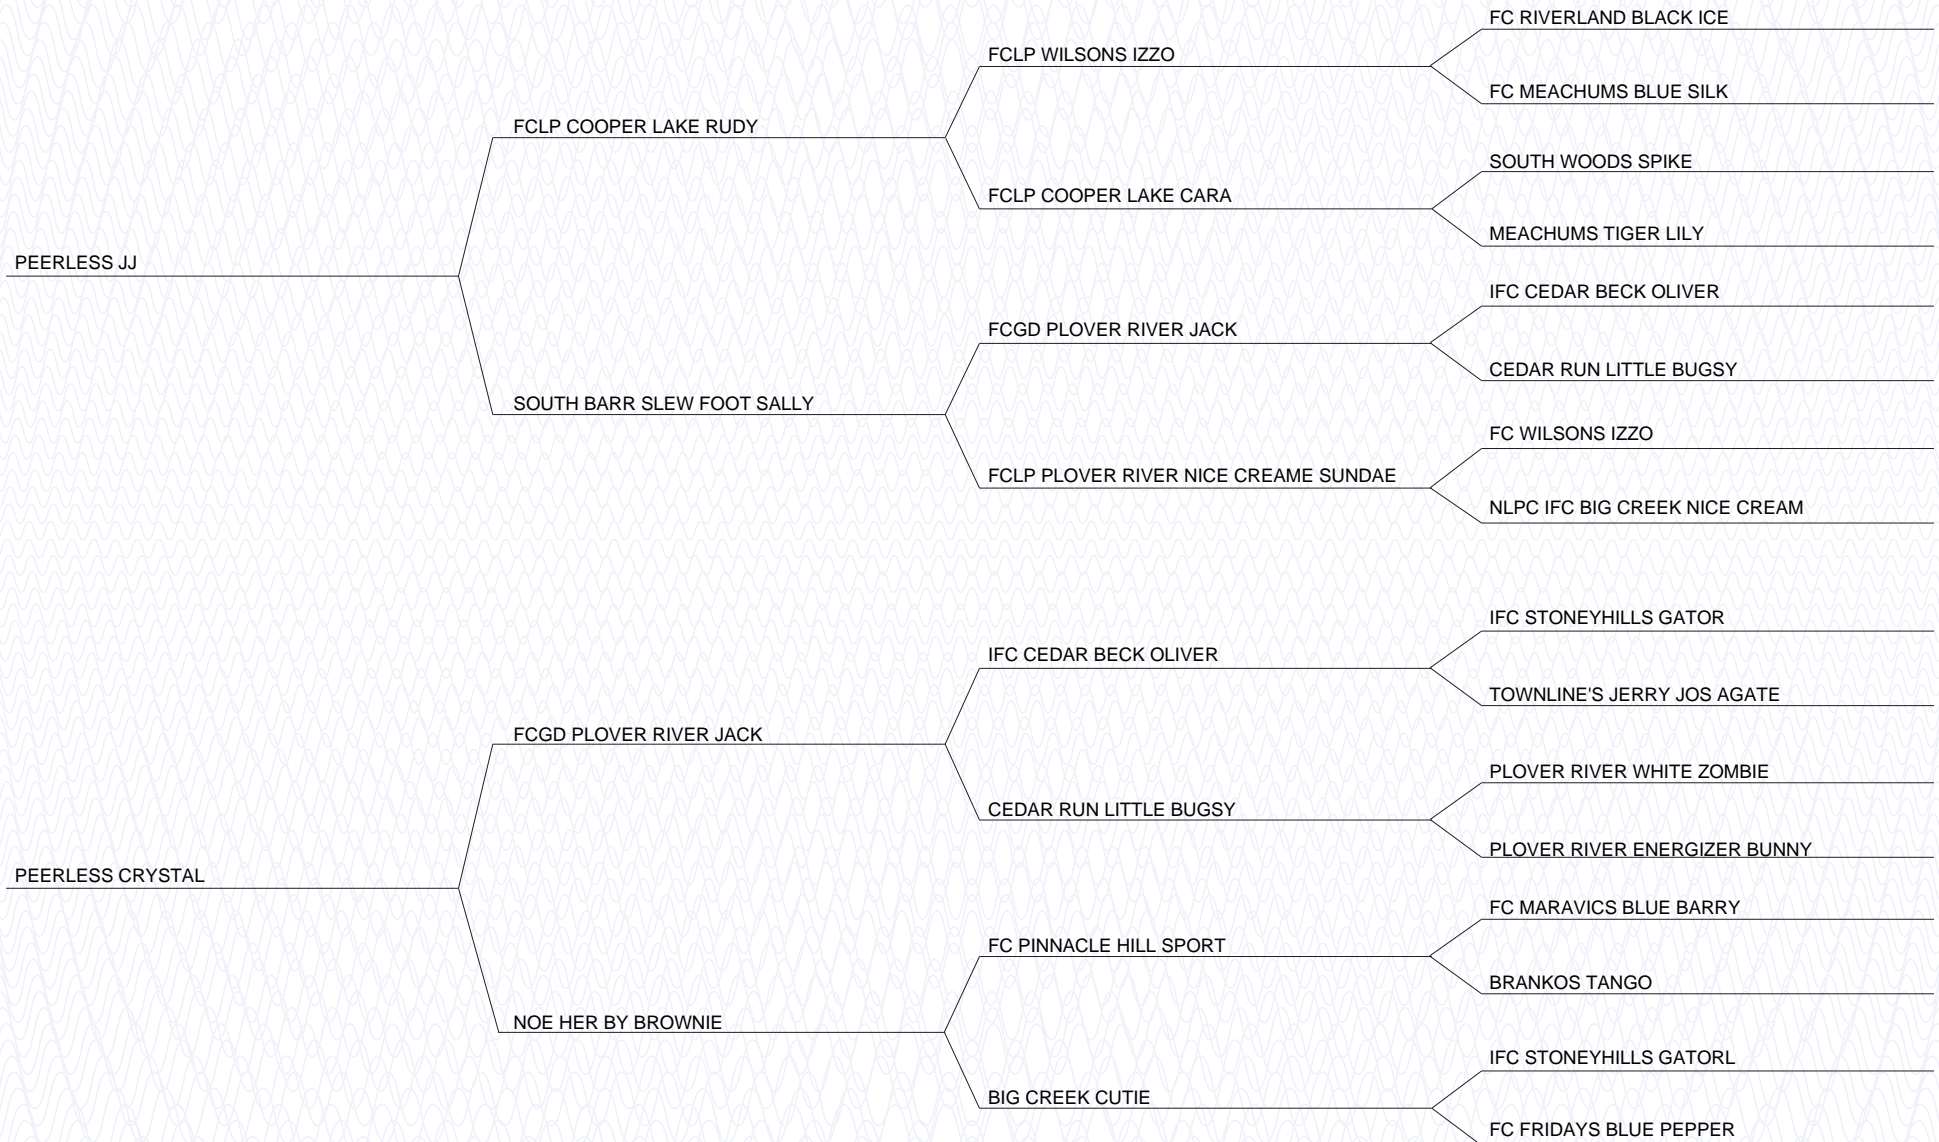 FC RIVERLAND BLACK ICE
FCLP WILSONS IZZO
FC MEACHUMS BLUE SILK
FCLP COOPER LAKE RUDY
SOUTH WOODS SPIKE
FCLP COOPER LAKE CARA
MEACHUMS TIGER LILY
PEERLESS JJ
IFC CEDAR BECK OLIVER
FCGD PLOVER RIVER JACK
CEDAR RUN LITTLE BUGSY
SOUTH BARR SLEW FOOT SALLY
FC WILSONS IZZO
FCLP PLOVER RIVER NICE CREAME SUNDAE
NLPC IFC BIG CREEK NICE CREAM
IFC STONEYHILLS GATOR
IFC CEDAR BECK OLIVER
TOWNLINE'S JERRY JOS AGATE
FCGD PLOVER RIVER JACK
PLOVER RIVER WHITE ZOMBIE
CEDAR RUN LITTLE BUGSY
PLOVER RIVER ENERGIZER BUNNY
PEERLESS CRYSTAL
FC MARAVICS BLUE BARRY
FC PINNACLE HILL SPORT
BRANKOS TANGO
NOE HER BY BROWNIE
IFC STONEYHILLS GATORL
BIG CREEK CUTIE
FC FRIDAYS BLUE PEPPER